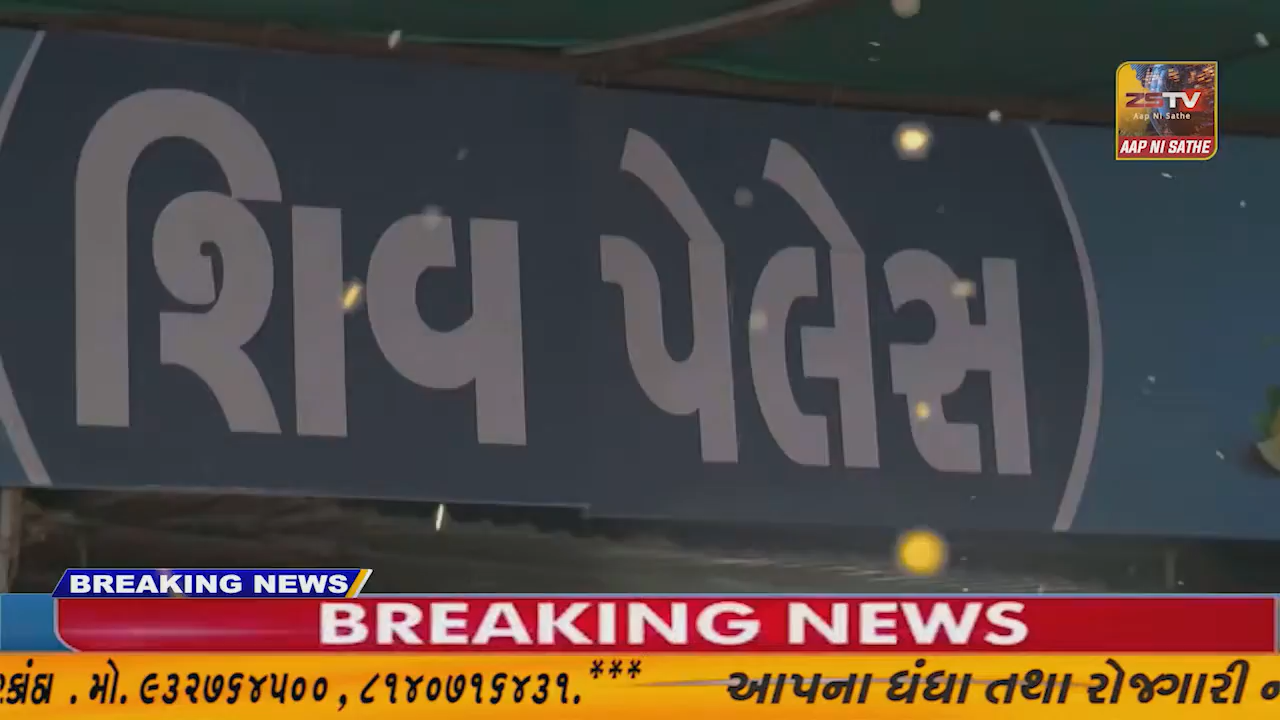 શિવ પેલેસ
ZSTV
Aap Ni Sathe
AAP NI SATHE
BREAKING NEWS
BREAKING NEWS
. મો. ૯૩૨૭૬૪૫૦૦ , ૮૧૪૦૭૧૬૪૩૧.*** આપના ધંધા તથા રોજગારી